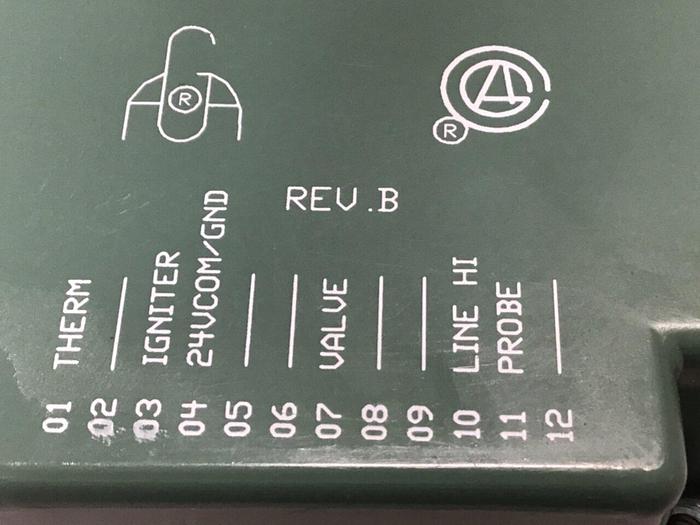 ®
AGC
®
REV.B
01 THERM
02
03 IGNITER
04 24VCOM/GND
05
06
07 VALVE
08
09
10 LINE HI
11 PROBE
12